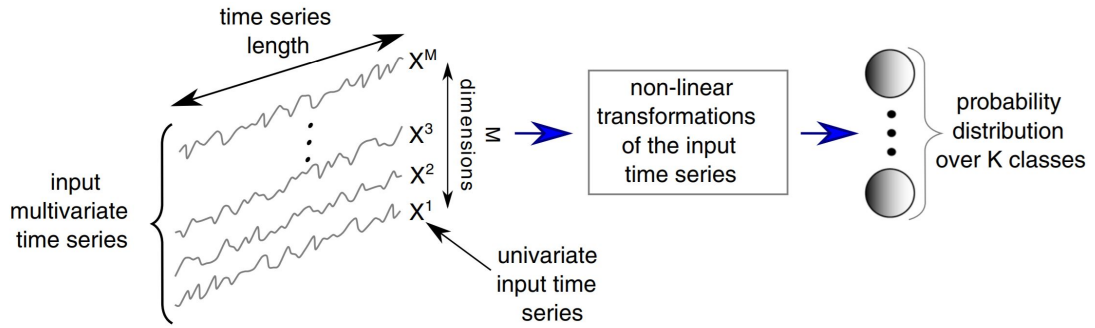 time series
length
X^M
X^3
X^2
X^1
M
dimensions
input
multivariate
time series
univariate
input time
series
non-linear
transformations
of the input
time series
probability
distribution
over K classes